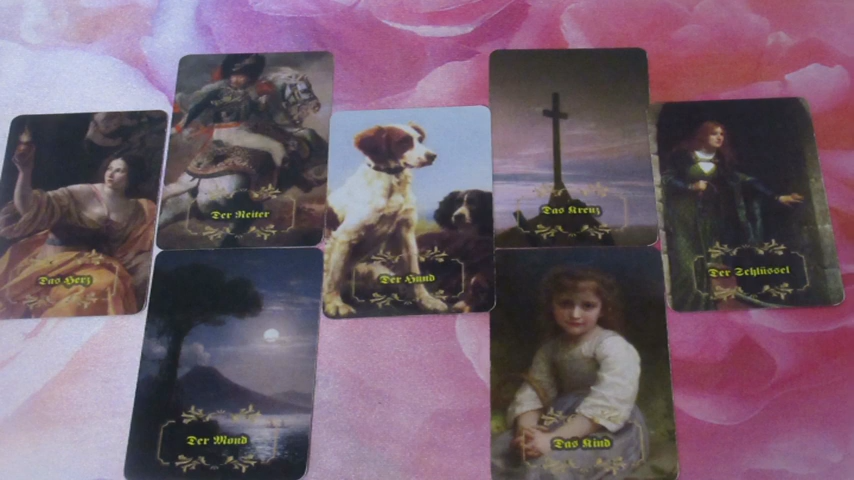 Das Herz
Der Reiter
Der Mond
Der Hund
Das Kreuz
Das Kind
Der Schlüssel